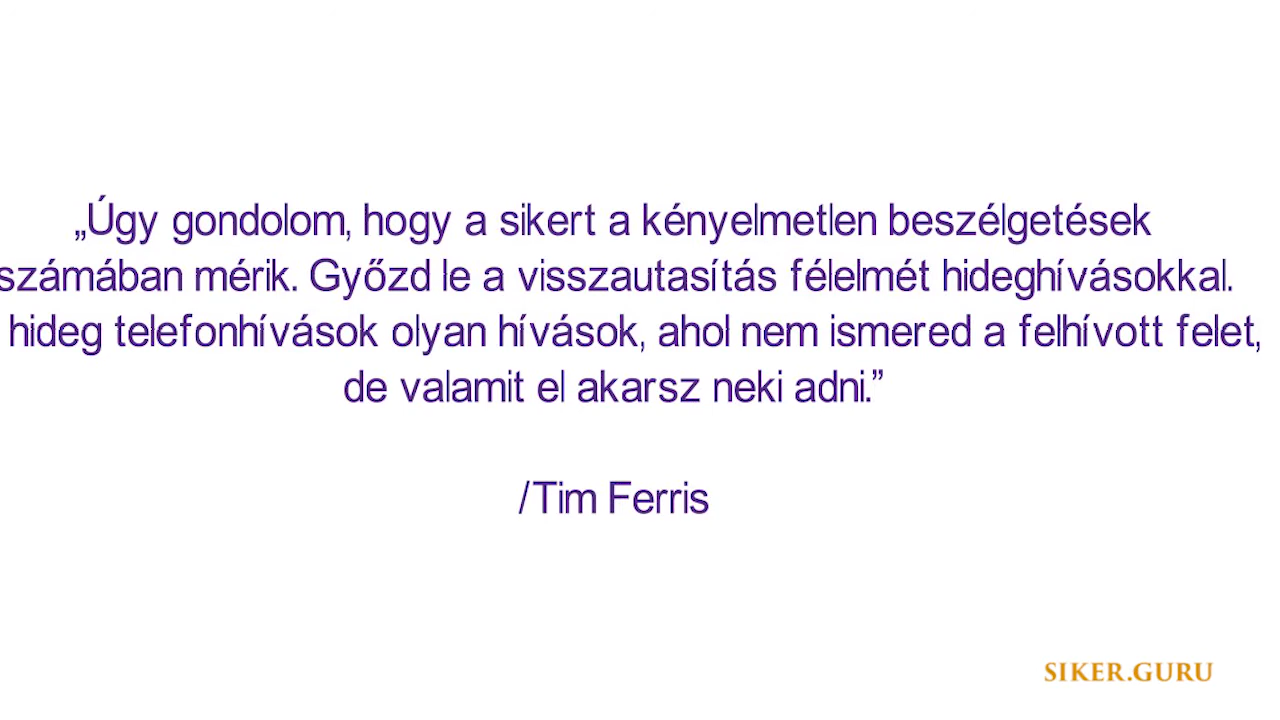 „Úgy gondolom, hogy a sikert a kényelmetlen beszélgetések
számában mérik. Győzd le a visszautasítás félelmét hideghívásokkal.
hideg telefonhívások olyan hívások, ahol nem ismered a felhívott felet,
de valamit el akarsz neki adni.”
/Tim Ferris
SIKER.GURU